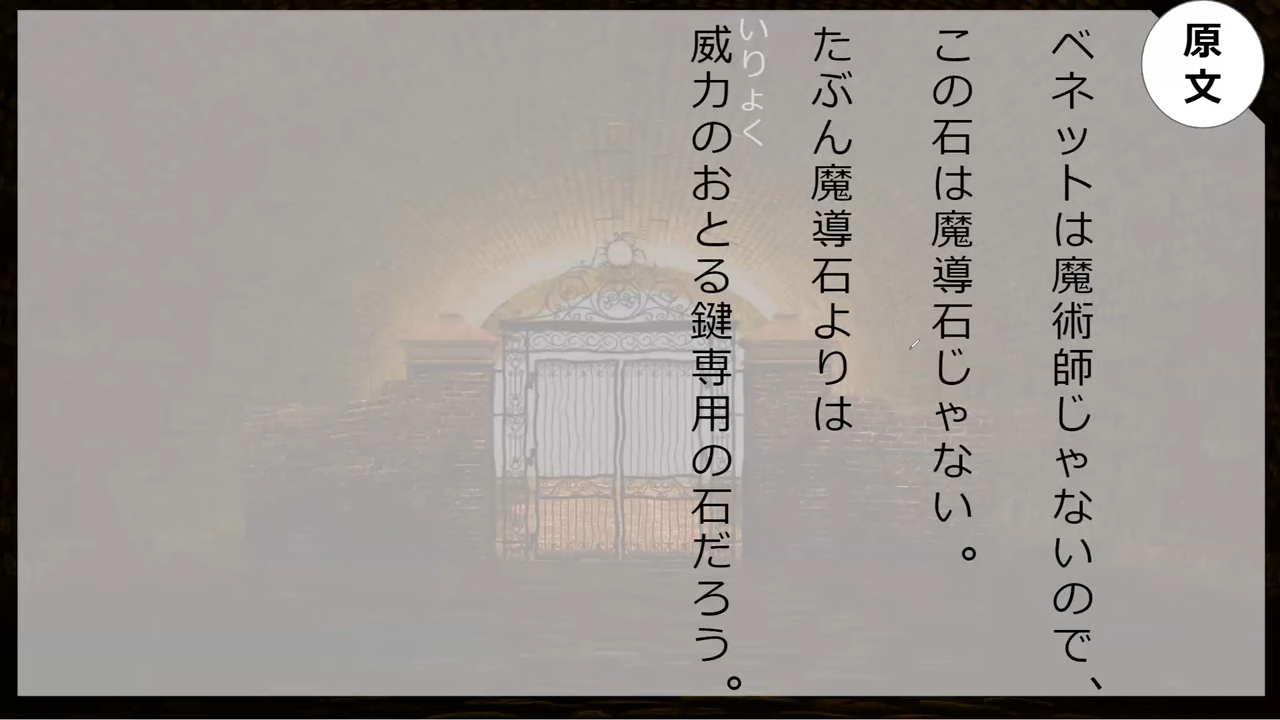 原文
ベネットは魔術師じゃないので、
この石は魔導石じゃない。
たぶん魔導石よりは
いりょく
威力のおとる鍵専用の石だろう。